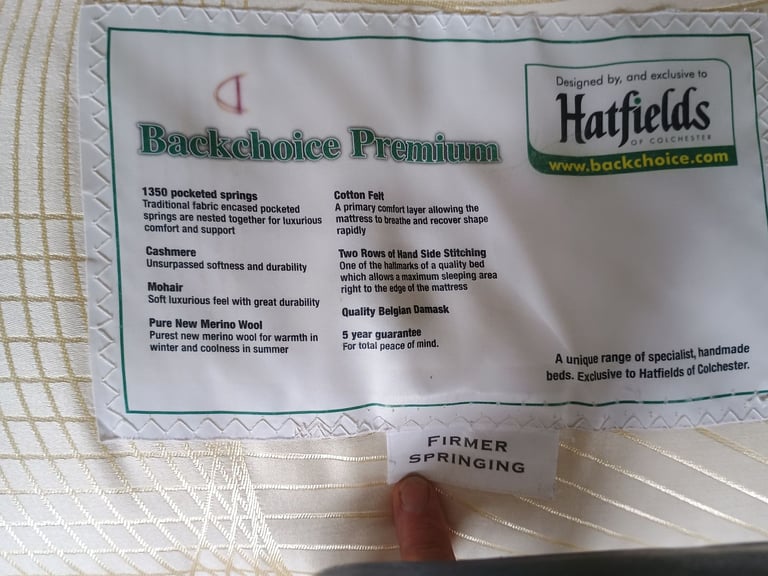 D
Designed by, and exclusive to
Hatfields
OF COLCHESTER
www.backchoice.com
Backchoice Premium
1350 pocketed springs
Traditional fabric encased pocketed
springs are nested together for luxurious
comfort and support
Cashmere
Unsurpassed softness and durability
Mohair
Soft luxurious feel with great durability
Pure New Merino Wool
Purest new merino wool for warmth in
winter and coolness in summer
Cotton Felt
A primary comfort layer allowing the
mattress to breathe and recover shape
rapidly
Two Rows of Hand Side Stitching
One of the hallmarks of a quality bed
which allows a maximum sleeping area
right to the edge of the mattress
Quality Belgian Damask
5 year guarantee
For total peace of mind.
A unique range of specialist, handmade
beds. Exclusive to Hatfields of Colchester.
FIRMER
SPRINGING